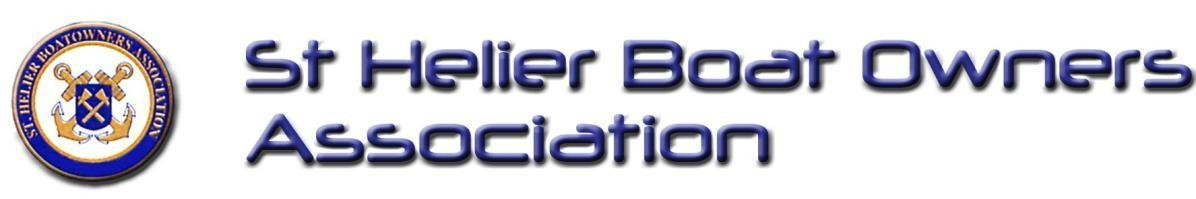 ST. HELIER BOATOWNERS ASSOCIATION
St Helier Boat Owners
Association